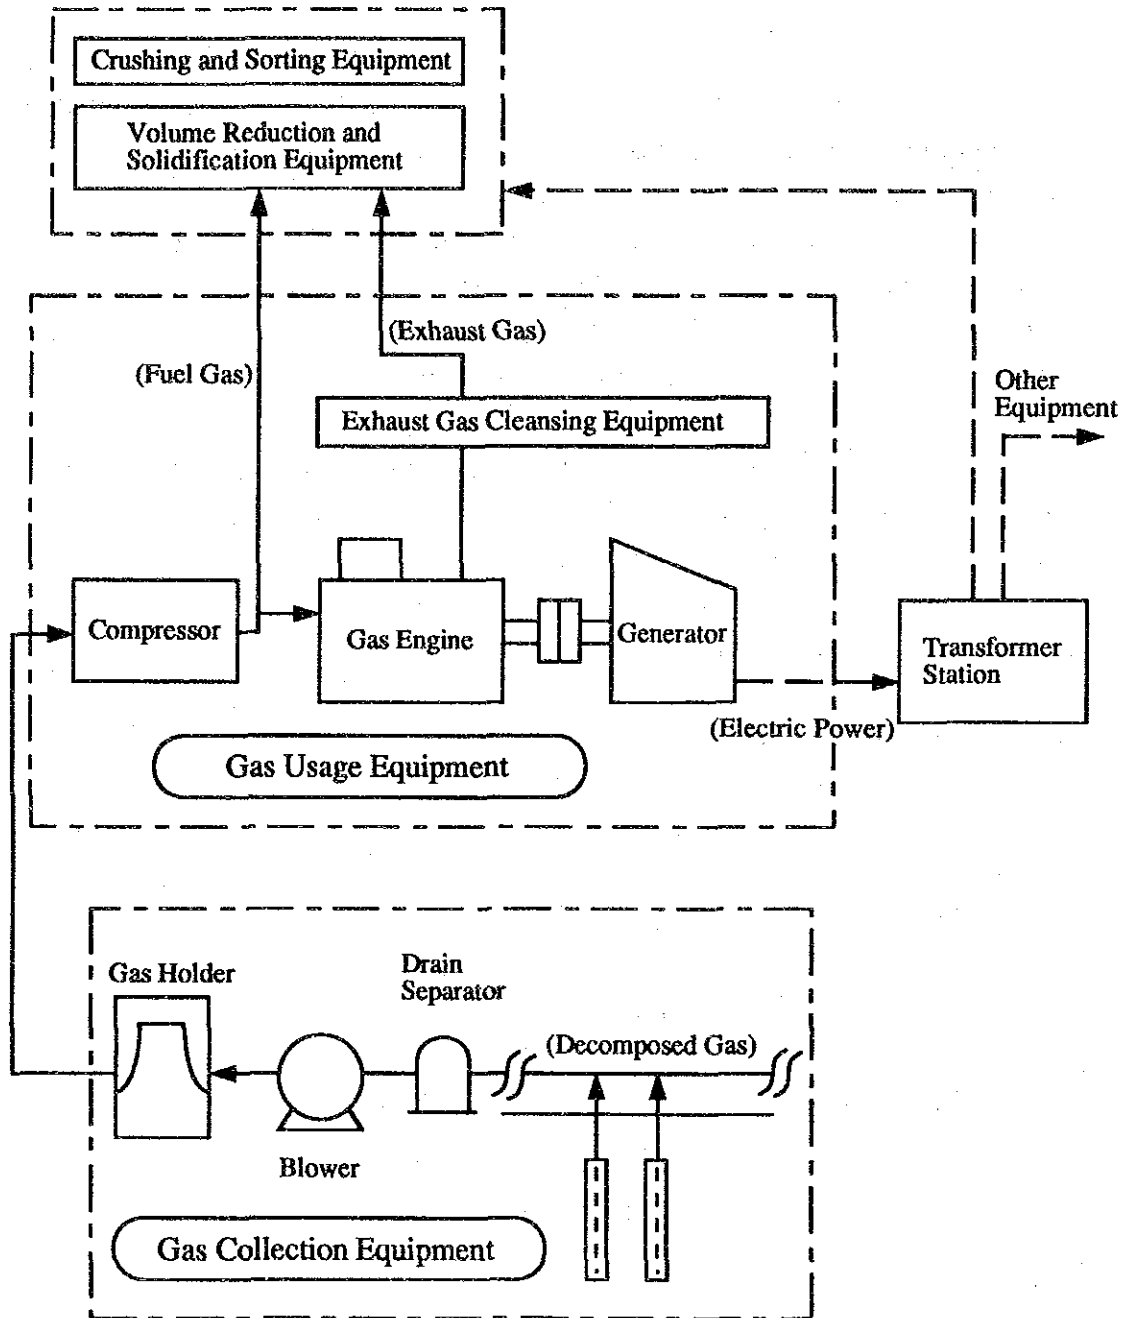 Crushing and Sorting Equipment
Volume Reduction and
Solidification Equipment
(Exhaust Gas)
(Fuel Gas)
Other
Equipment
Exhaust Gas Cleansing Equipment
Compressor
Gas Engine
Generator
Transformer
Station
(Electric Power)
Gas Usage Equipment
Gas Holder
Drain
Separator
(Decomposed Gas)
Blower
Gas Collection Equipment